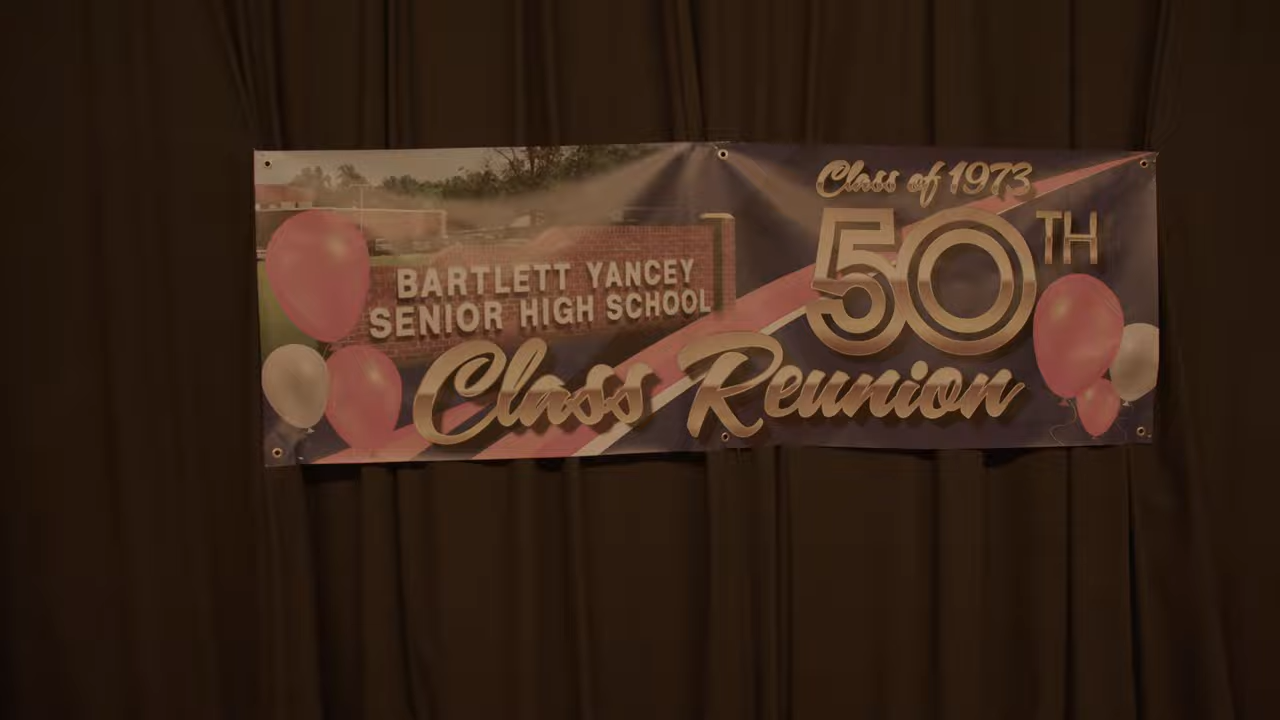 BARTLETT YANCEY
SENIOR HIGH SCHOOL
Class of 1973
50TH
Class Reunion